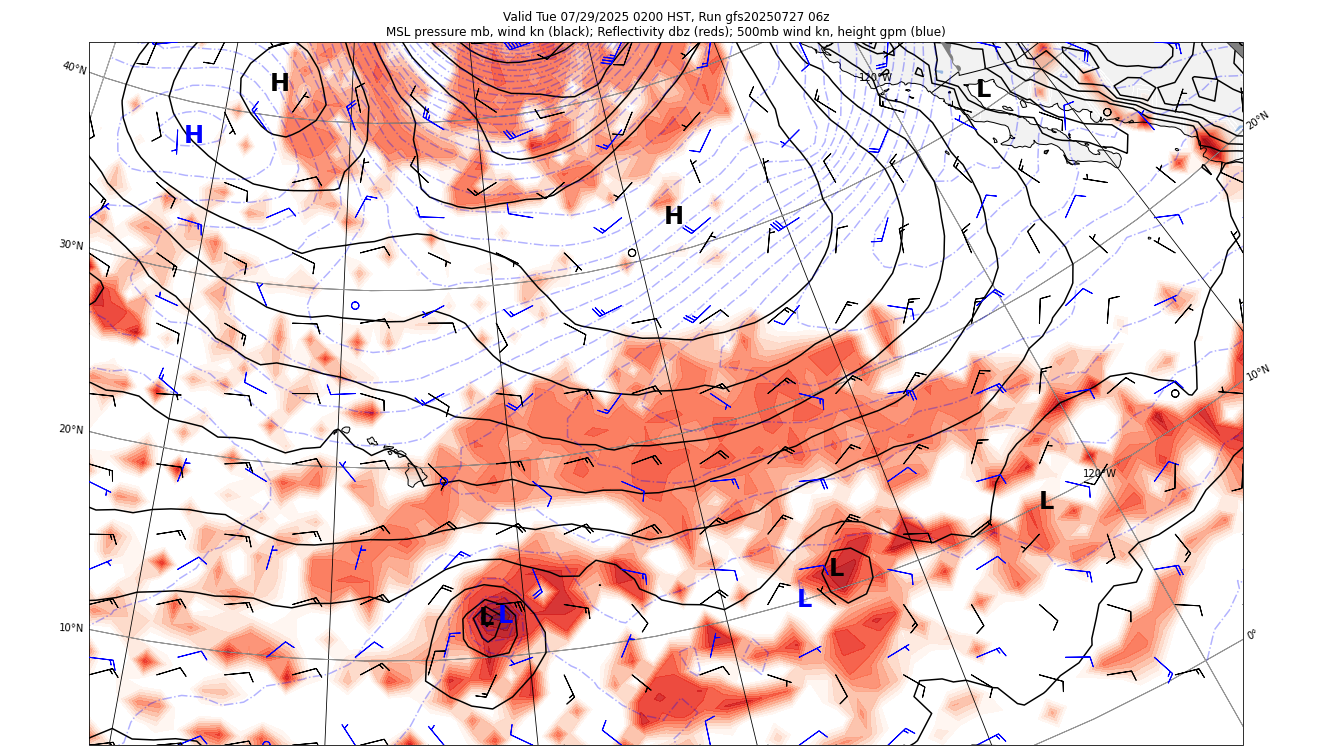 Valid Tue 07/29/2025 0200 HST, Run gfs20250727 06z
MSL pressure mb, wind kn (black); Reflectivity dbz (reds); 500mb wind kn, height gpm (blue)
40°N
H
120°W
L
20°N
H
H
30°N
10°N
20°N
120°W
L
L
L
L
L
10°N
0°